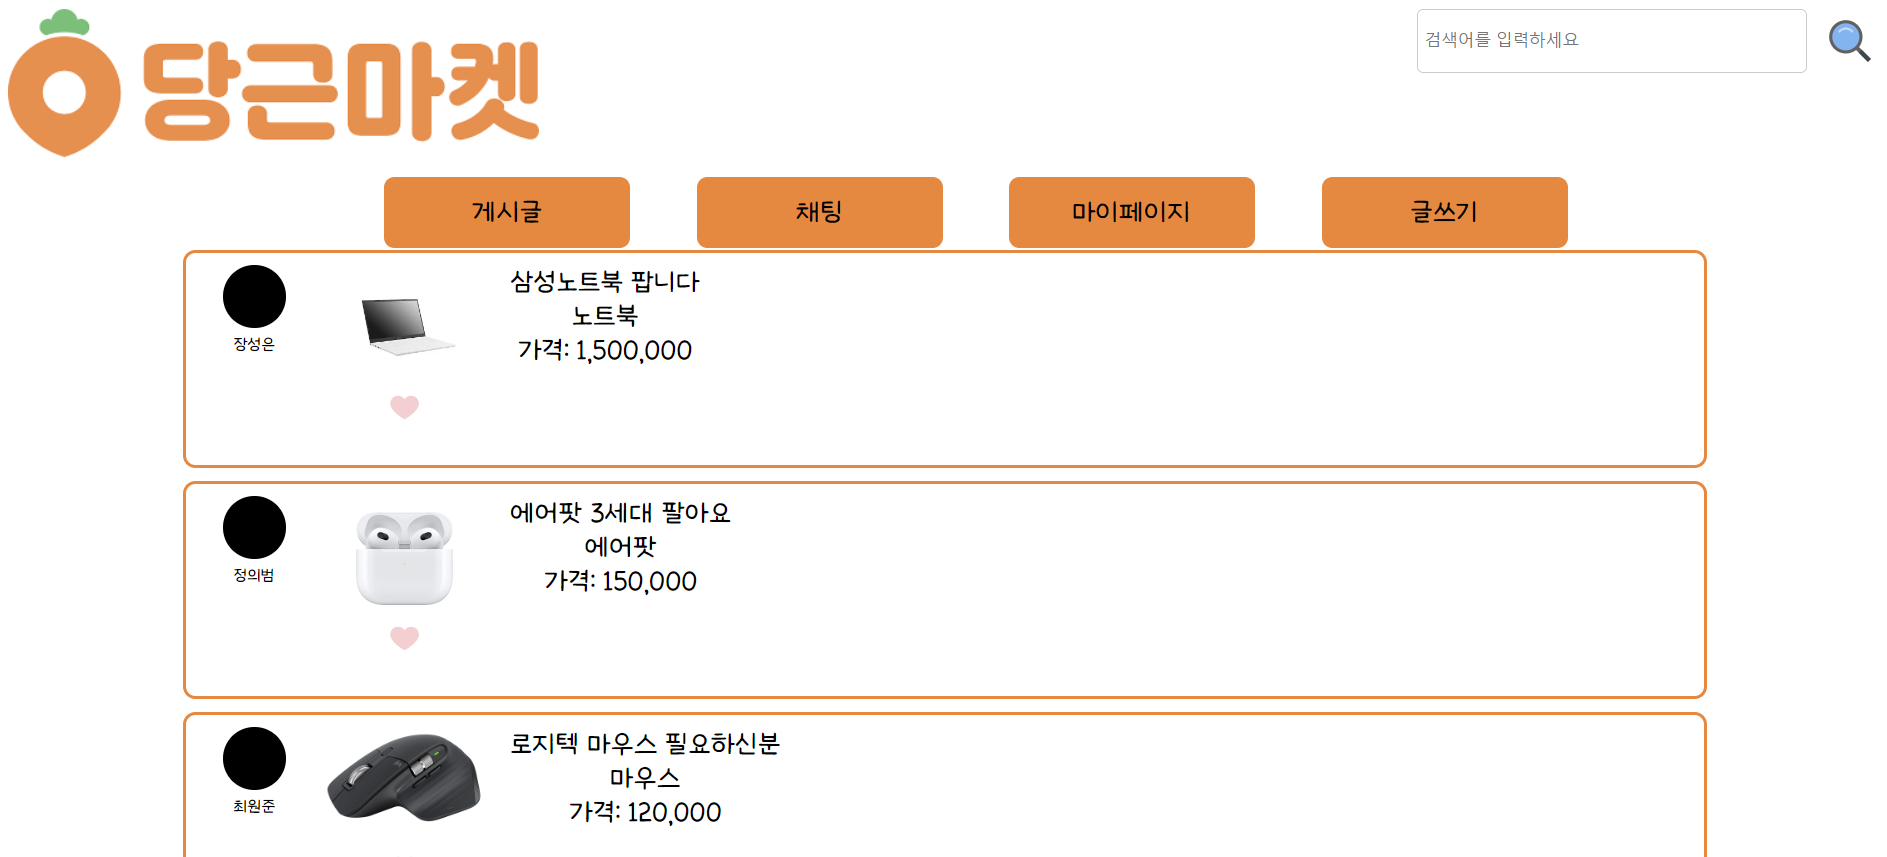 당근마켓
검색어를 입력하세요
게시글
채팅
마이페이지
글쓰기
장성은
삼성노트북 팝니다
노트북
가격: 1,500,000
정의범
에어팟 3세대 팔아요
에어팟
가격: 150,000
최원준
로지텍 마우스 필요하신분
마우스
가격: 120,000